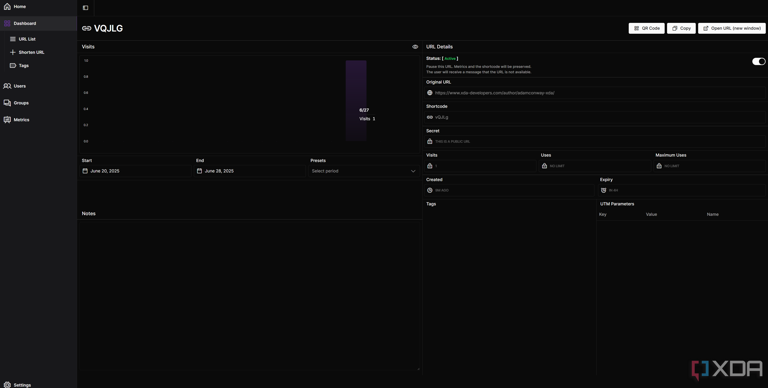 Home
Dashboard
URL List
Shorten URL
Tags
Users
Groups
Metrics
Settings
VQJLG
QR Code
Copy
Open URL (new window)
Visits
1.0
0.8
0.6
0.4
0.2
0.0
6/27
Visits 1
Start
End
Presets
June 20, 2025
June 28, 2025
Select period
Notes
URL Details
Status: [ Active ]
Pause this URL. Metrics and the shortcode will be preserved.
The user will receive a message that the URL is not available.
Original URL
https://www.xda-developers.com/author/adamconway-xda/
Shortcode
Secret
THIS IS A PUBLIC URL
Visits
Uses
Maximum Uses
1
NO LIMIT
NO LIMIT
Created
Expiry
Tags
UTM Parameters
Key
Value
Name
XDA